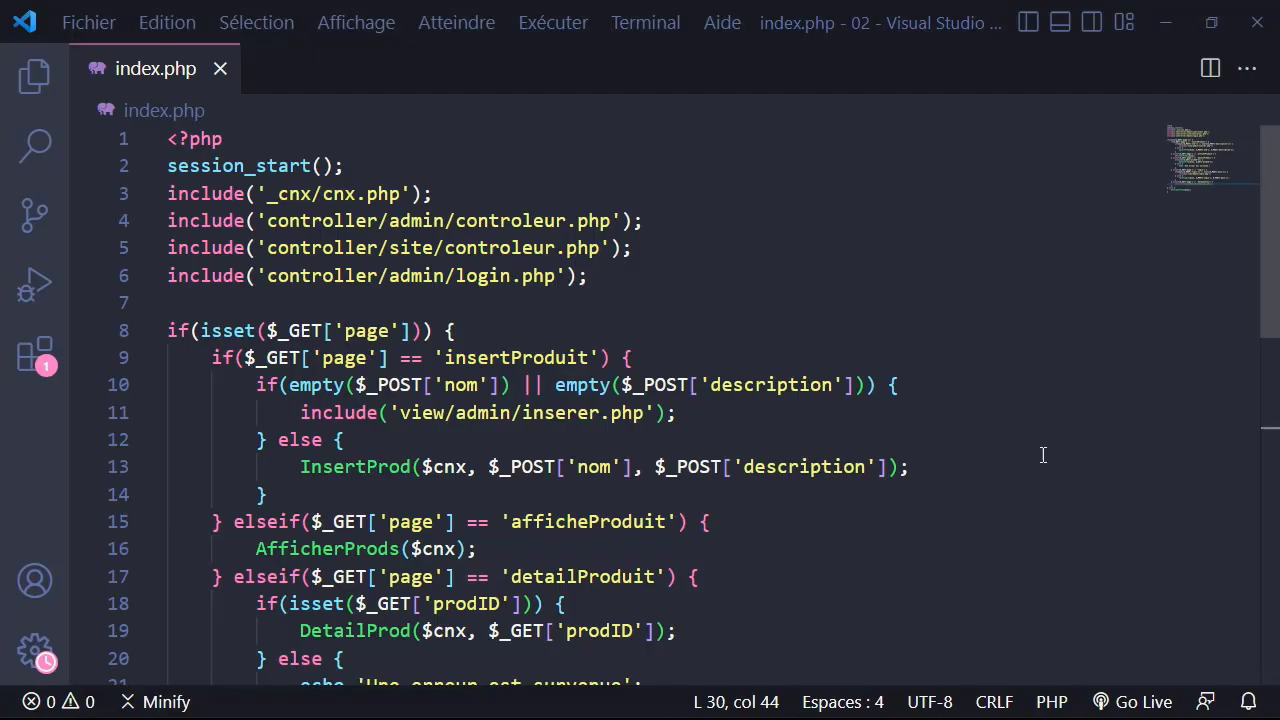 Fichier Edition Sélection Affichage Atteindre Exécuter Terminal Aide index.php - 02 - Visual Studio ...
index.php
index.php
1 <?php
2 session_start();
3 include('_cnx/cnx.php');
4 include('controller/admin/controleur.php');
5 include('controller/site/controleur.php');
6 include('controller/admin/login.php');
7
8 if(isset($_GET['page'])) {
9 if($_GET['page'] == 'insertProduit') {
10 if(empty($_POST['nom']) || empty($_POST['description'])) {
11 include('view/admin/inserer.php');
12 } else {
13 InsertProd($cnx, $_POST['nom'], $_POST['description']);
14 }
15 } elseif($_GET['page'] == 'afficheProduit') {
16 AfficherProds($cnx);
17 } elseif($_GET['page'] == 'detailProduit') {
18 if(isset($_GET['prodID'])) {
19 DetailProd($cnx, $_GET['prodID']);
20 } else {
21 echo 'Une erreur est survenue';
1
0 0 Minify L 30, col 44 Espaces : 4 UTF-8 CRLF PHP Go Live